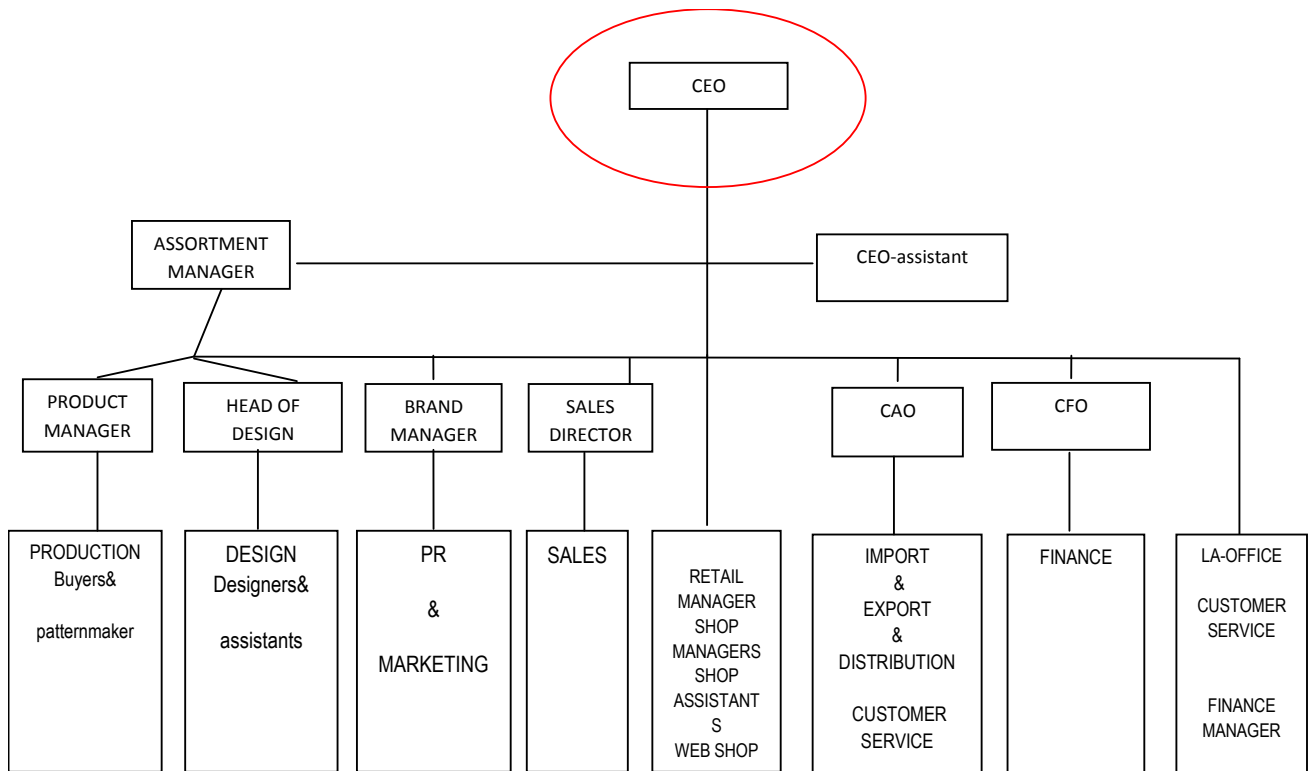 CEO
ASSORTMENT
MANAGER
CEO-assistant
PRODUCT
MANAGER
HEAD OF
DESIGN
BRAND
MANAGER
SALES
DIRECTOR
CAO
CFO
PRODUCTION
Buyers&
patternmaker
DESIGN
Designers&
assistants
PR
&
MARKETING
SALES
RETAIL
MANAGER
SHOP
MANAGERS
SHOP
ASSISTANT
S
WEB SHOP
IMPORT
&
EXPORT
&
DISTRIBUTION
CUSTOMER
SERVICE
FINANCE
LA-OFFICE
CUSTOMER
SERVICE
FINANCE
MANAGER